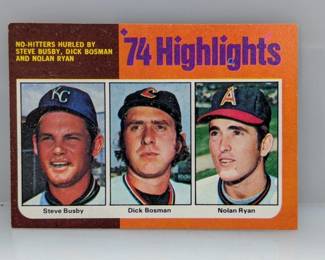 NO-HITTERS HURLED BY
STEVE BUSBY, DICK BOSMAN
AND NOLAN RYAN
'74 Highlights
KC
C
A
Steve Busby
Dick Bosman
Nolan Ryan